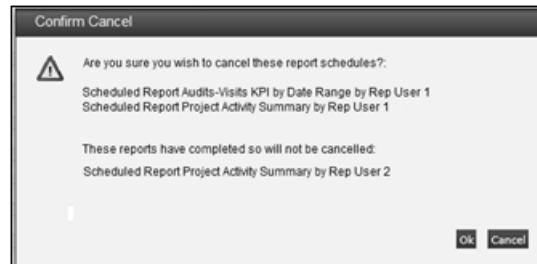 Confirm Cancel
Are you sure you wish to cancel these report schedules?:
Scheduled Report Audits-Visits KPI by Date Range by Rep User 1
Scheduled Report Project Activity Summary by Rep User 1
These reports have completed so will not be cancelled:
Scheduled Report Project Activity Summary by Rep User 2
Ok Cancel